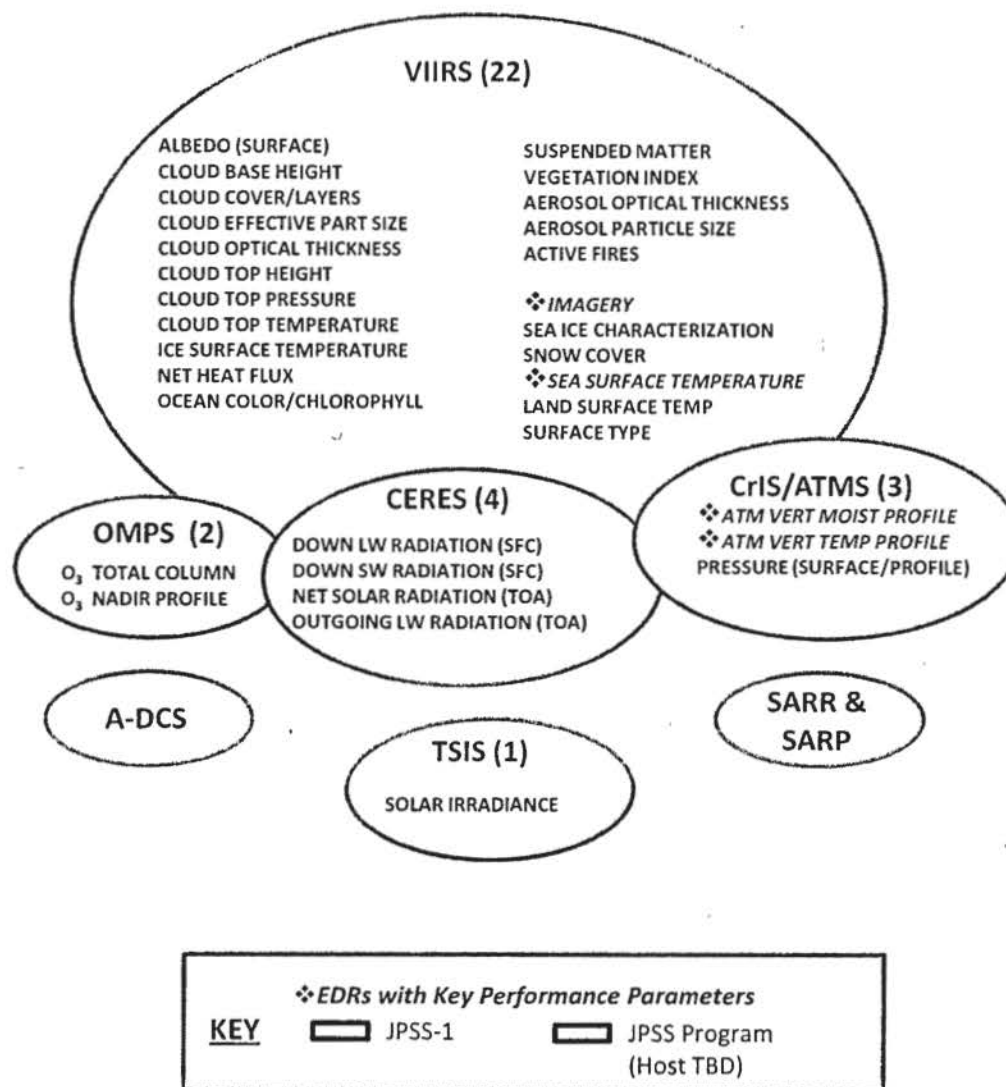 VIIRS (22)
ALBEDO (SURFACE)
CLOUD BASE HEIGHT
CLOUD COVER/LAYERS
CLOUD EFFECTIVE PART SIZE
CLOUD OPTICAL THICKNESS
CLOUD TOP HEIGHT
CLOUD TOP PRESSURE
CLOUD TOP TEMPERATURE
ICE SURFACE TEMPERATURE
NET HEAT FLUX
OCEAN COLOR/CHLOROPHYLL
SUSPENDED MATTER
VEGETATION INDEX
AEROSOL OPTICAL THICKNESS
AEROSOL PARTICLE SIZE
ACTIVE FIRES
❖IMAGERY
SEA ICE CHARACTERIZATION
SNOW COVER
❖SEA SURFACE TEMPERATURE
LAND SURFACE TEMP
SURFACE TYPE
OMPS (2)
O₃ TOTAL COLUMN
O₃ NADIR PROFILE
CERES (4)
DOWN LW RADIATION (SFC)
DOWN SW RADIATION (SFC)
NET SOLAR RADIATION (TOA)
OUTGOING LW RADIATION (TOA)
CrIS/ATMS (3)
❖ATM VERT MOIST PROFILE
❖ATM VERT TEMP PROFILE
PRESSURE (SURFACE/PROFILE)
A-DCS
TSIS (1)
SOLAR IRRADIANCE
SARR &
SARP
❖EDRs with Key Performance Parameters
KEY
JPSS-1
JPSS Program
(Host TBD)